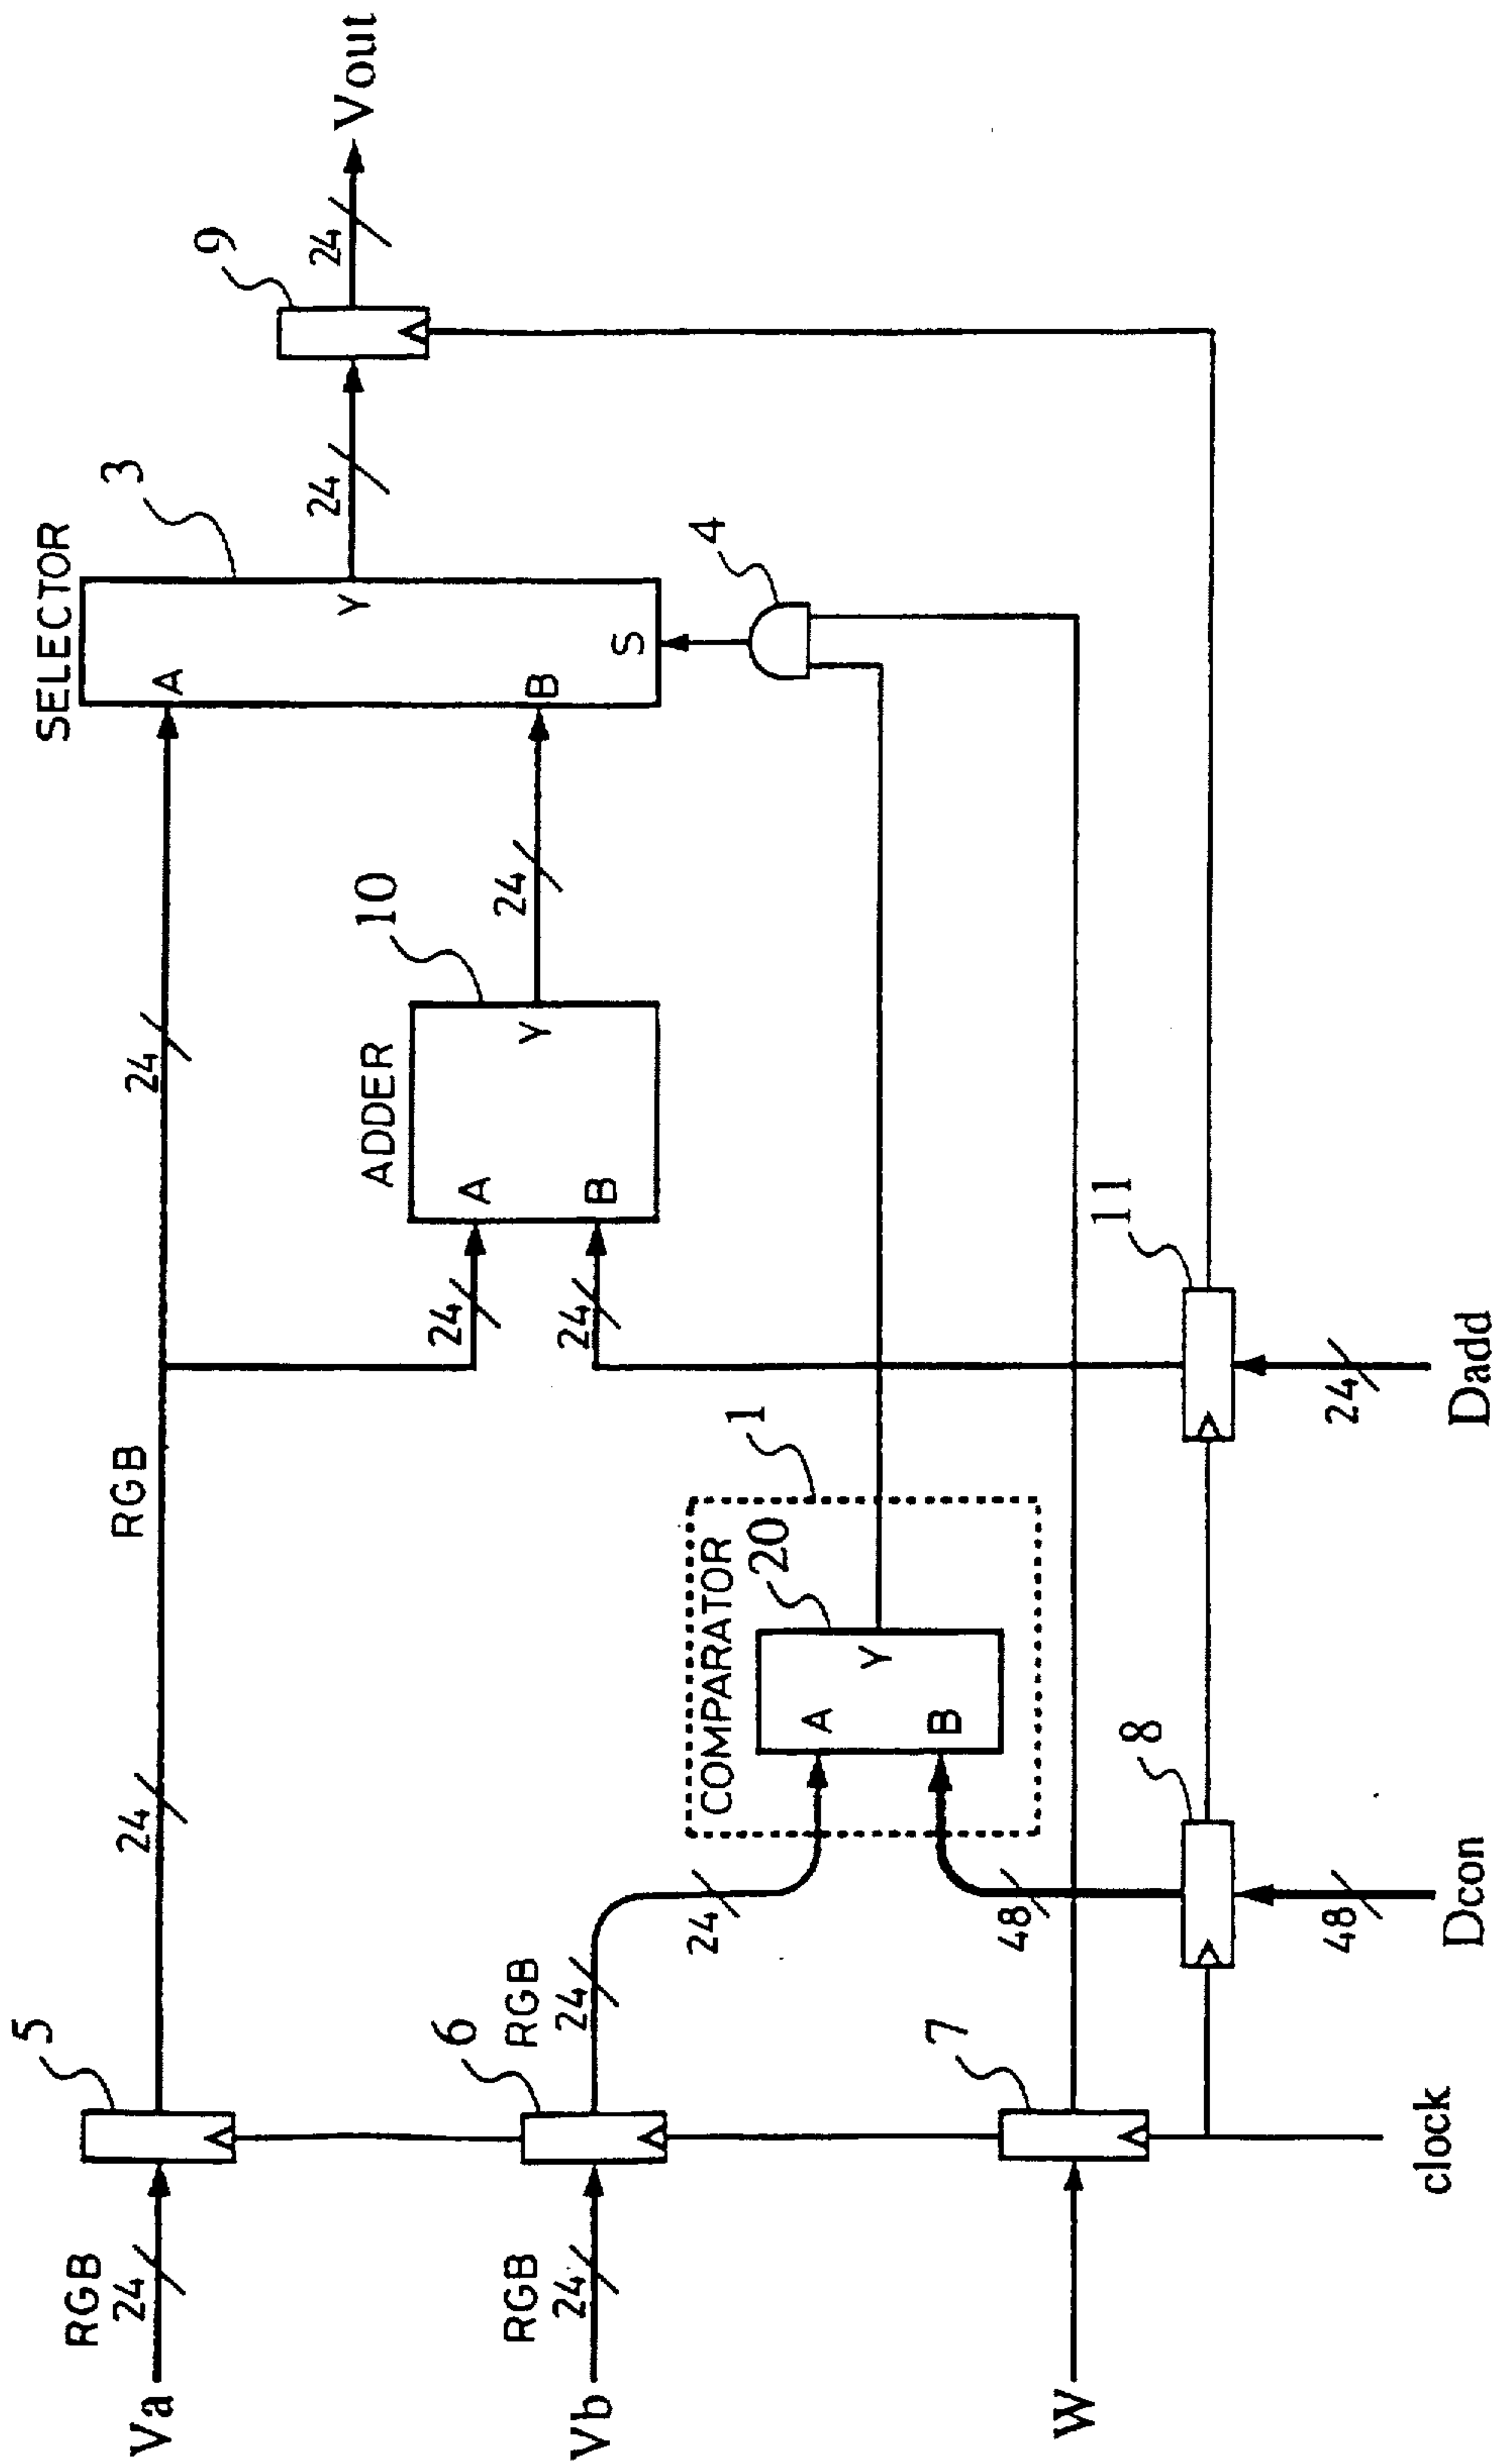 SELECTOR
3
9
24
Vout
A
Y
B
S
24
24
4
ADDER
10
A
Y
B
24
24
24
RGB
24
5
RGB
24
Va
RGB
24
6
RGB
24
Vb
24
COMPARATOR
1
20
A
Y
B
48
7
W
8
11
clock
48
Dcon
24
Dadd